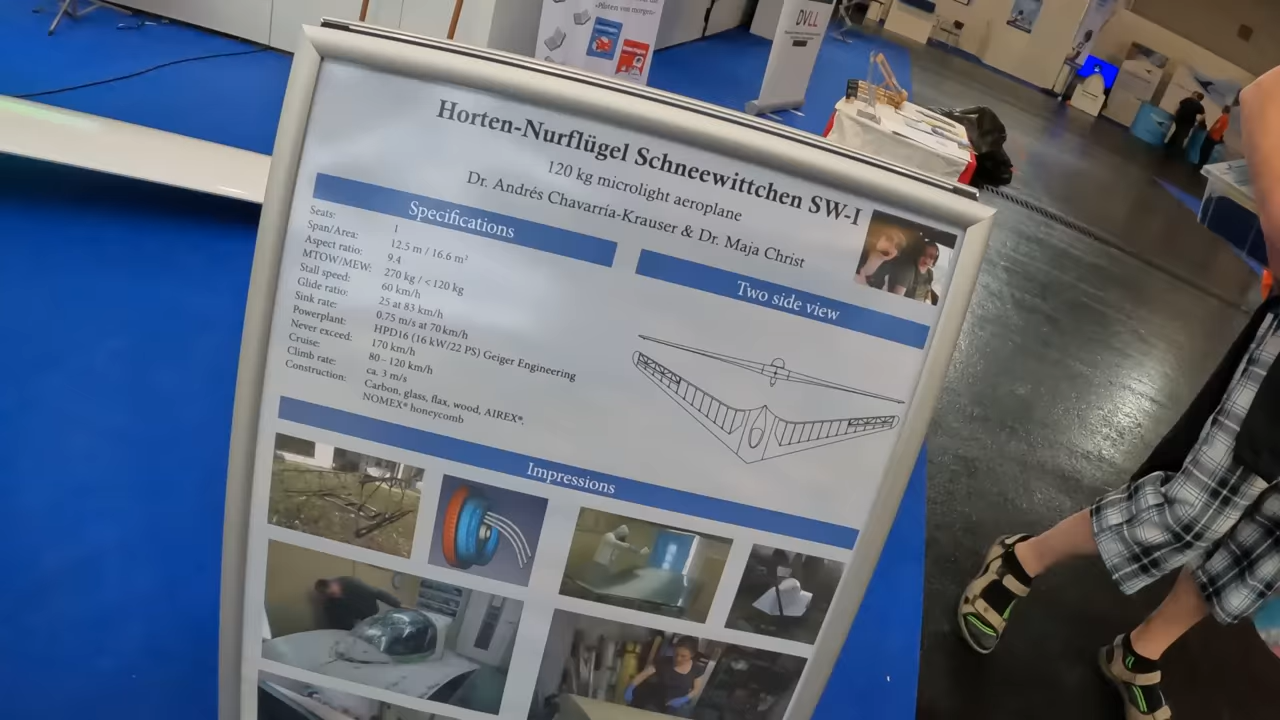 «Piloten von morgen»
DVLL
Horten-Nurflügel Schneewittchen SW-I
120 kg microlight aeroplane
Dr. Andrés Chavarría-Krauser & Dr. Maja Christ
Specifications
Seats: 1
Span/Area: 12.5 m / 16.6 m²
Aspect ratio: 9.4
MTOW/MEW: 270 kg / <120 kg
Stall speed: 60 km/h
Glide ratio: 25 at 83 km/h
Sink rate: 0.75 m/s at 70 km/h
Powerplant: HPD16 (16 kW/22 PS) Geiger Engineering
Never exceed: 170 km/h
Cruise: 80–120 km/h
Climb rate: ca. 3 m/s
Construction: Carbon, glass, flax, wood, AIREX®,
NOMEX® honeycomb
Two side view
Impressions